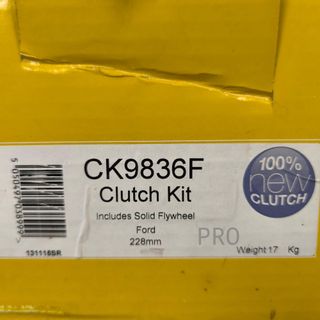 CK9836F
Clutch Kit
Includes Solid Flywheel
Ford
228mm
PRO
Weight 17 Kg
100%
new
CLUTCH
131116SR